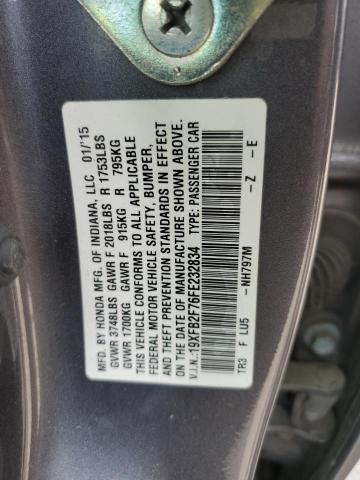 MFD. BY HONDA MFG. OF INDIANA, LLC 01/'15
GVWR 3748LBS GAWR F 2018LBS R 1753LBS
GVWR 1700KG GAWR F 915KG R 795KG
THIS VEHICLE CONFORMS TO ALL APPLICABLE
FEDERAL MOTOR VEHICLE SAFETY, BUMPER,
AND THEFT PREVENTION STANDARDS IN EFFECT
ON THE DATE OF MANUFACTURE SHOWN ABOVE.
V.I.N.:19XFB2F76FE232834 TYPE: PASSENGER CAR
-NH797M -Z -E
TR3 F LU5